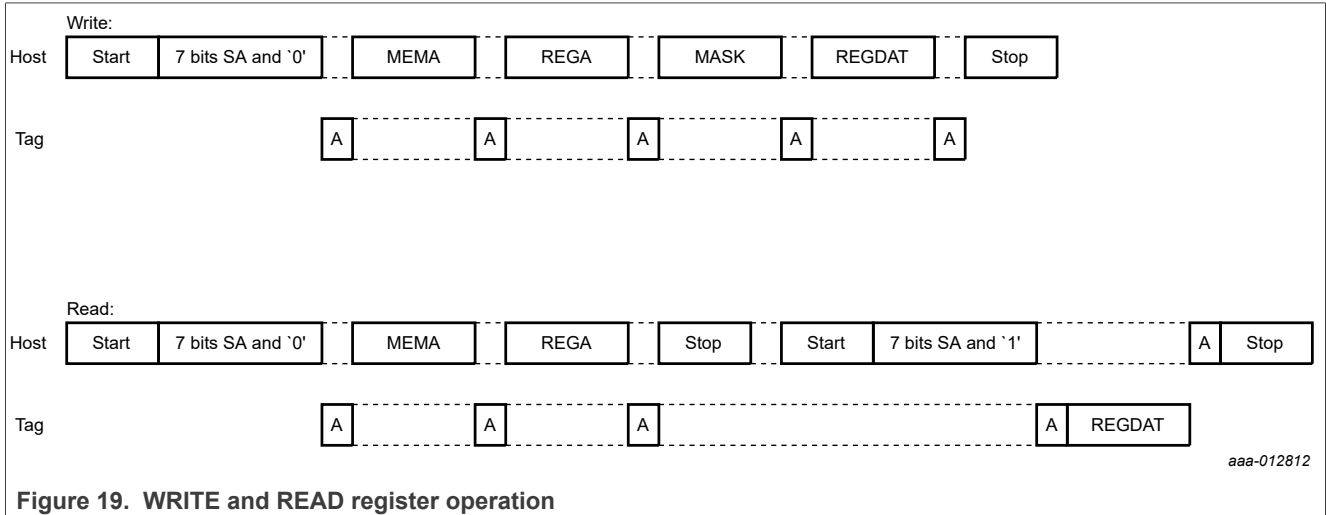 Write:
Host Start 7 bits SA and `0' MEMA REGA MASK REGDAT Stop
Tag A A A A A
Read:
Host Start 7 bits SA and `0' MEMA REGA Stop Start 7 bits SA and `1' A Stop
Tag A A A A REGDAT
aaa-012812
Figure 19. WRITE and READ register operation